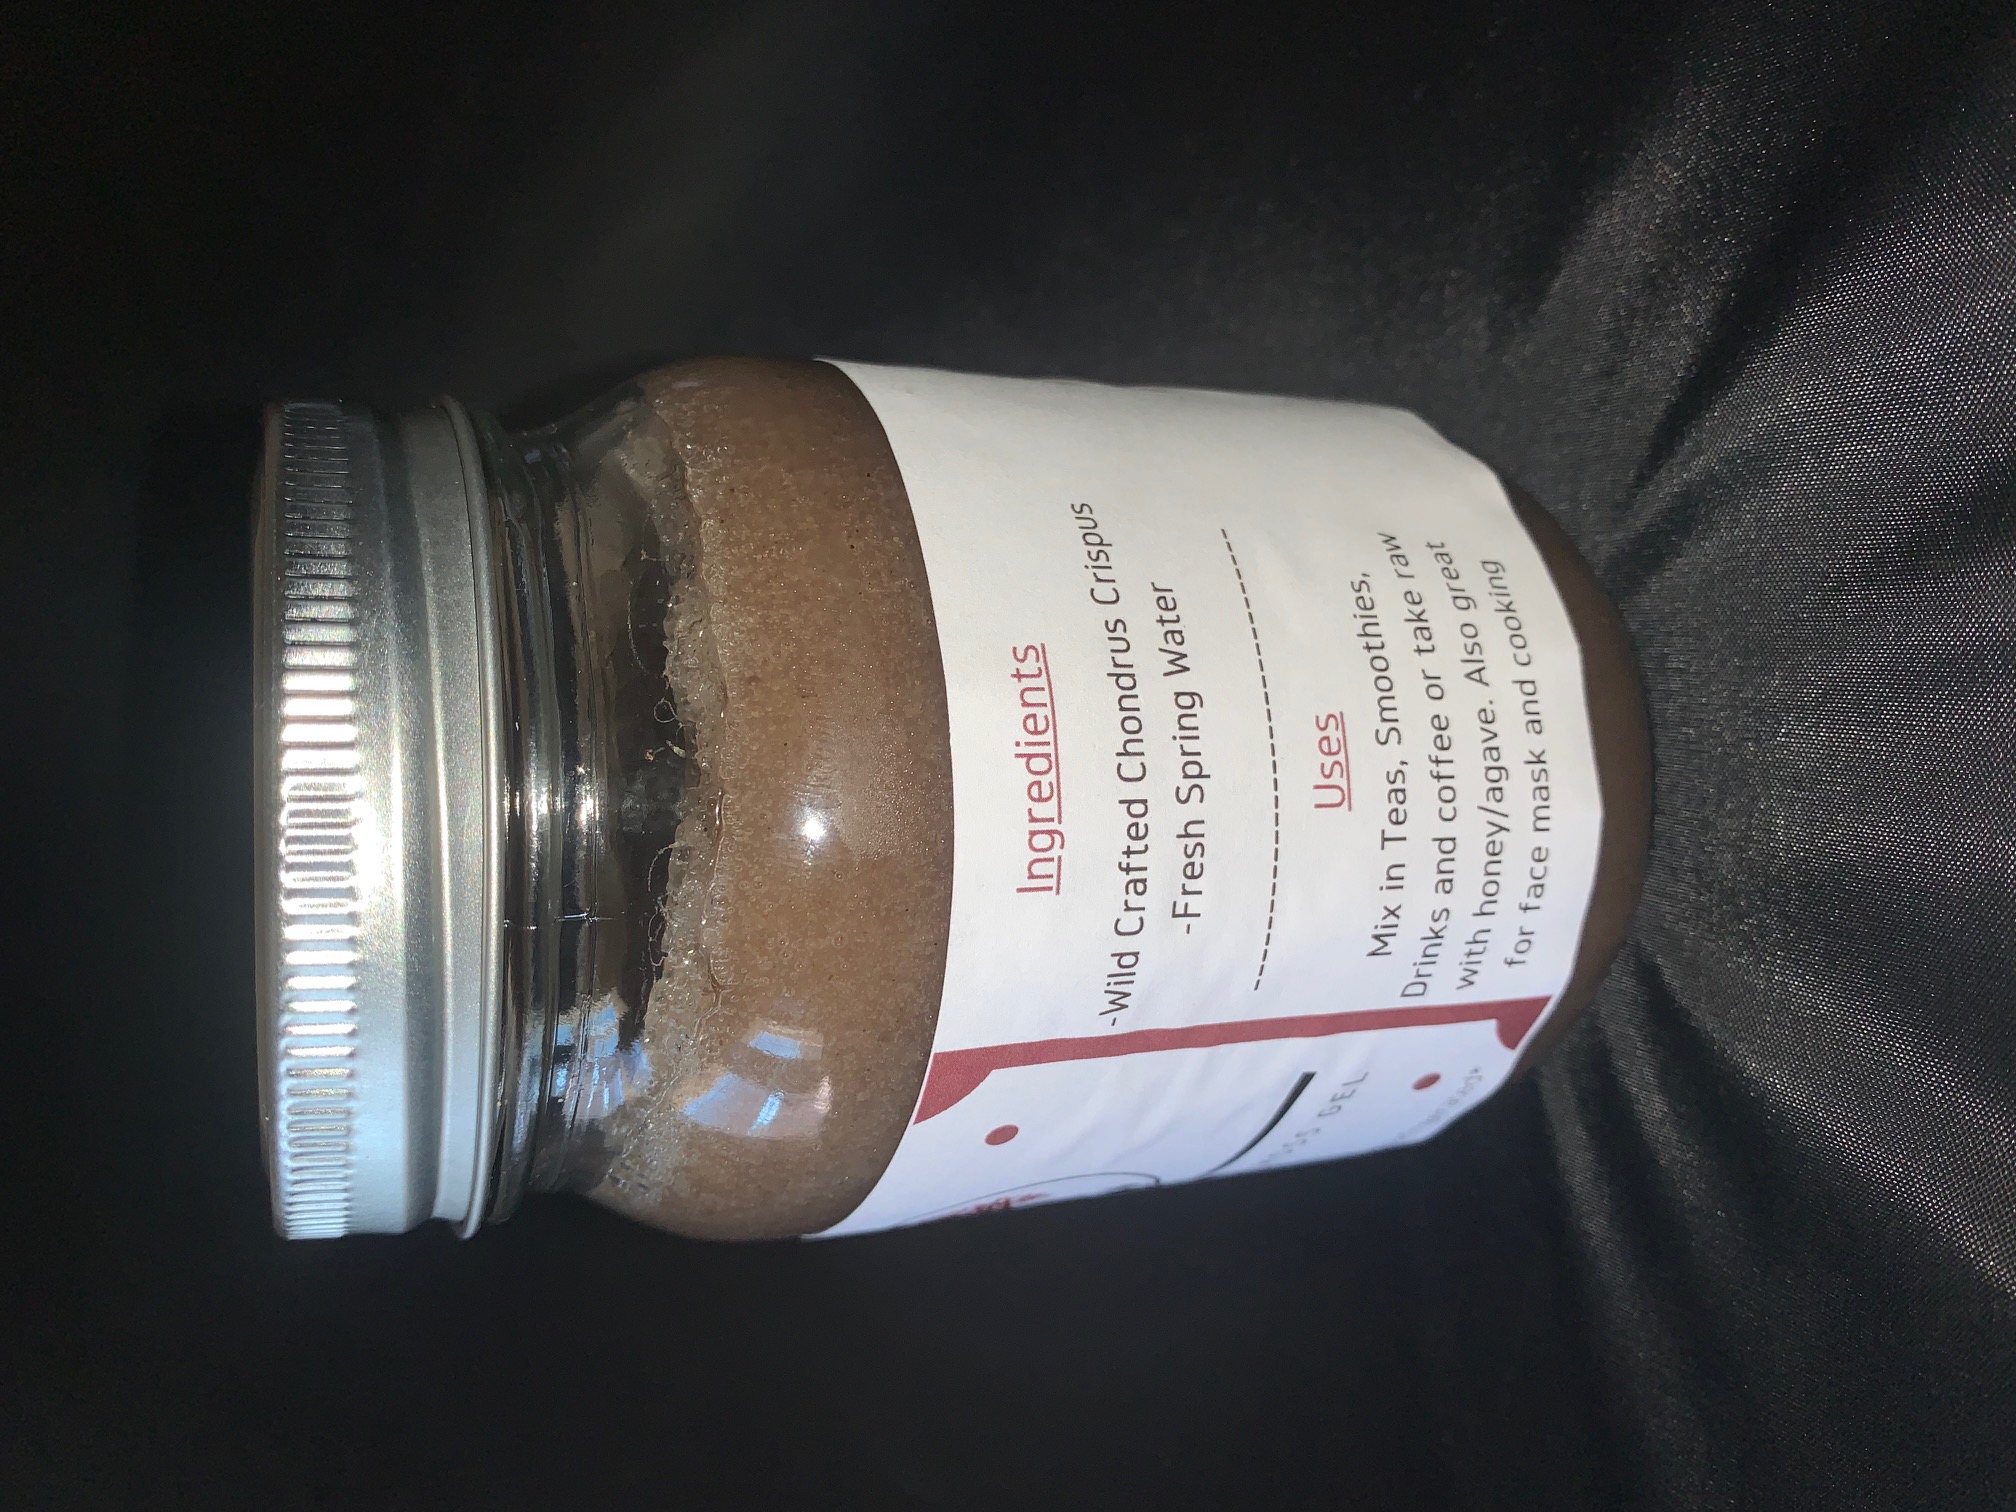 Ingredients
-Wild Crafted Chondrus Crispus
-Fresh Spring Water
-----------------------------------
Uses
Mix in Teas, Smoothies,
Drinks and coffee or take raw
with honey/agave. Also great
for face mask and cooking
GEL